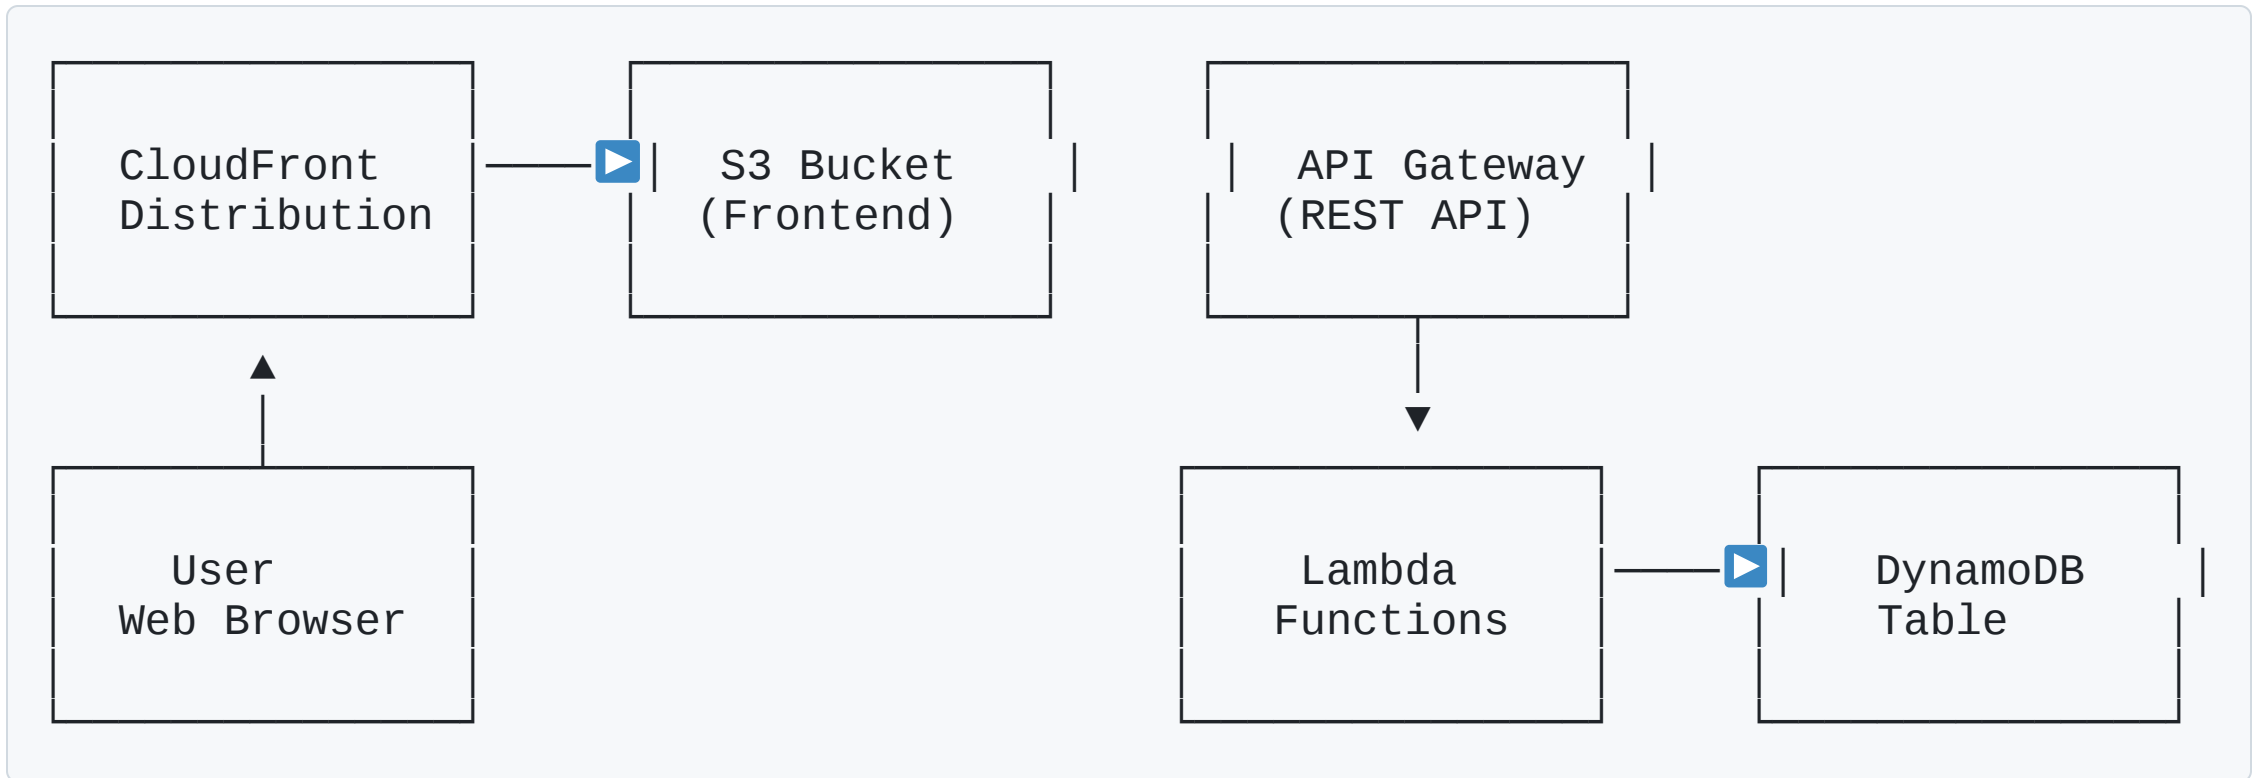 CloudFront
Distribution
S3 Bucket
(Frontend)
API Gateway
(REST API)
User
Web Browser
Lambda
Functions
DynamoDB
Table